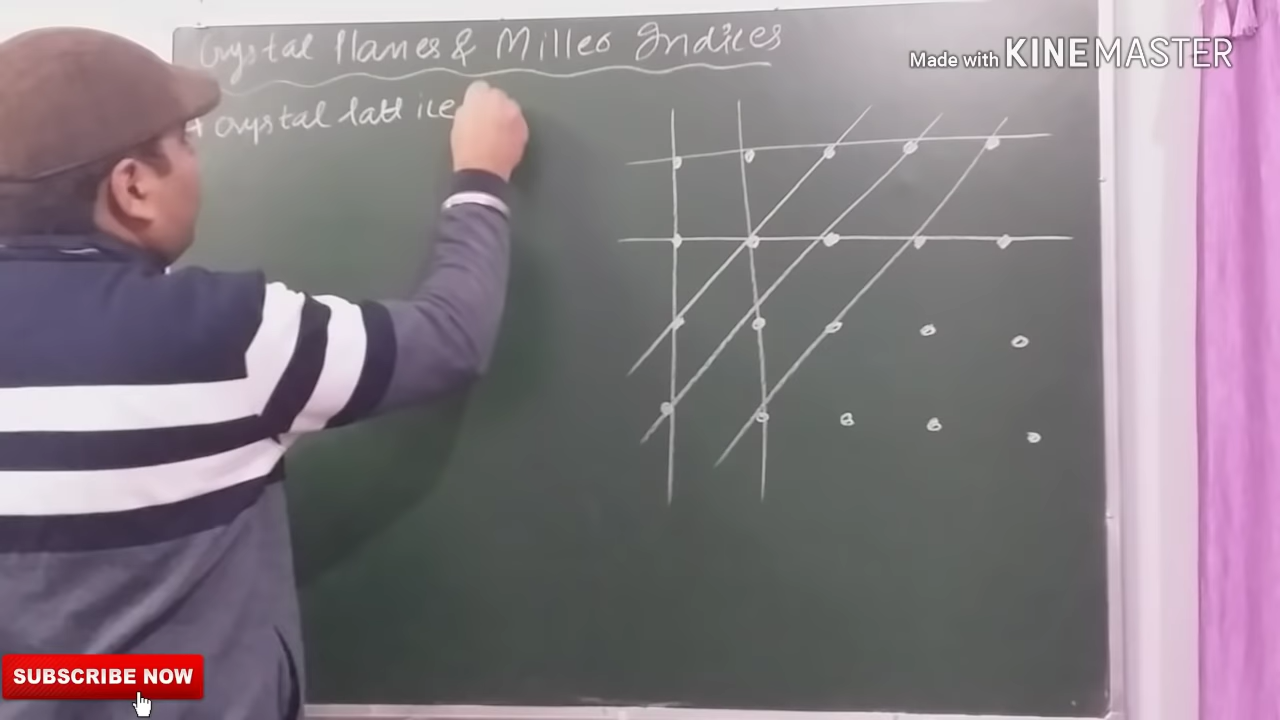 Crystal Planes & Miller Indices
Made with KINEMASTER
A crystal lattice
SUBSCRIBE NOW